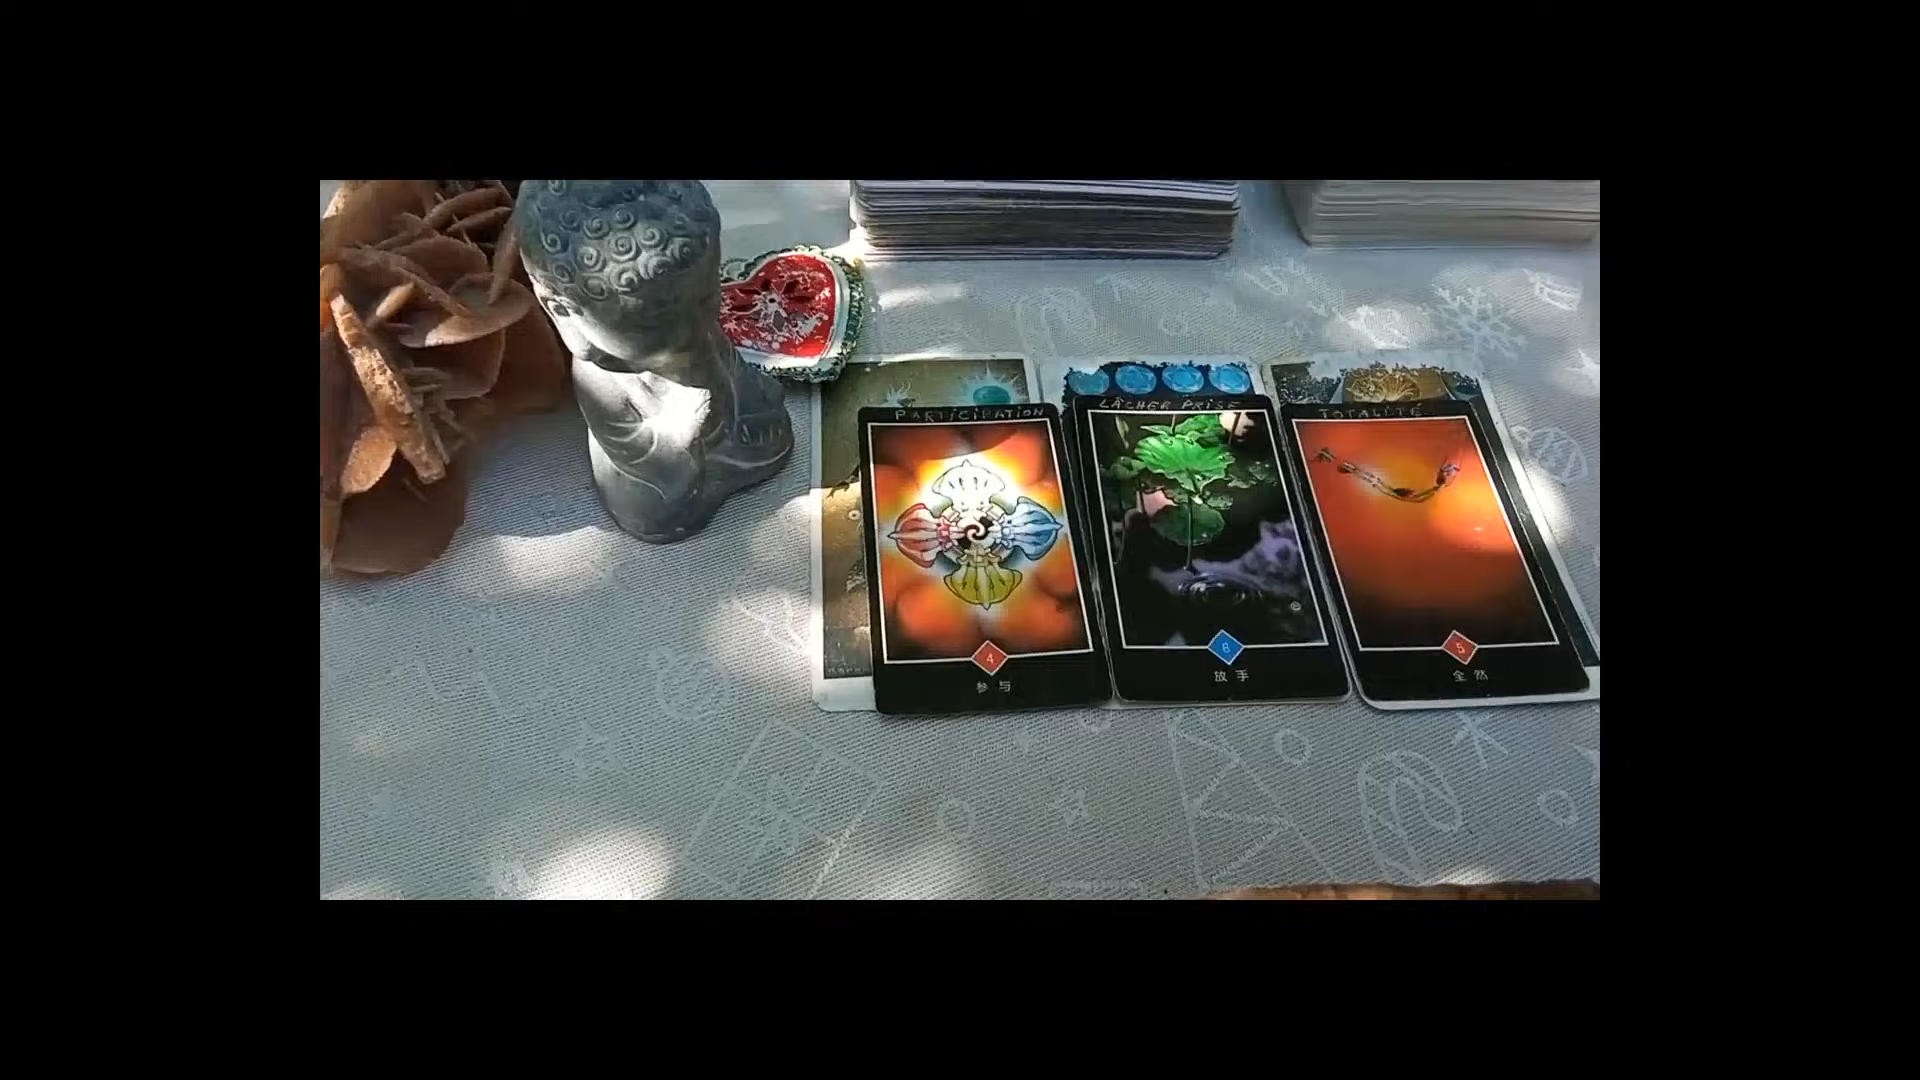 PARTICIPATION
LÂCHER PRISE
TOTALITÉ
4
6
5
参与
放手
全然